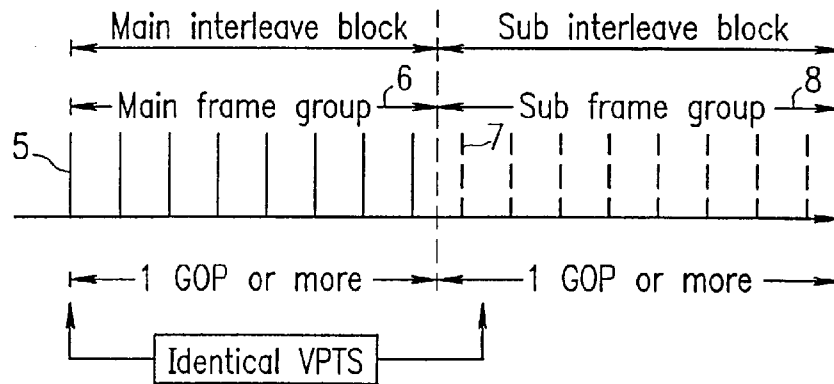 Main interleave block Sub interleave block
6 8
Main frame group Sub frame group
5 7
1 GOP or more 1 GOP or more
Identical VPTS